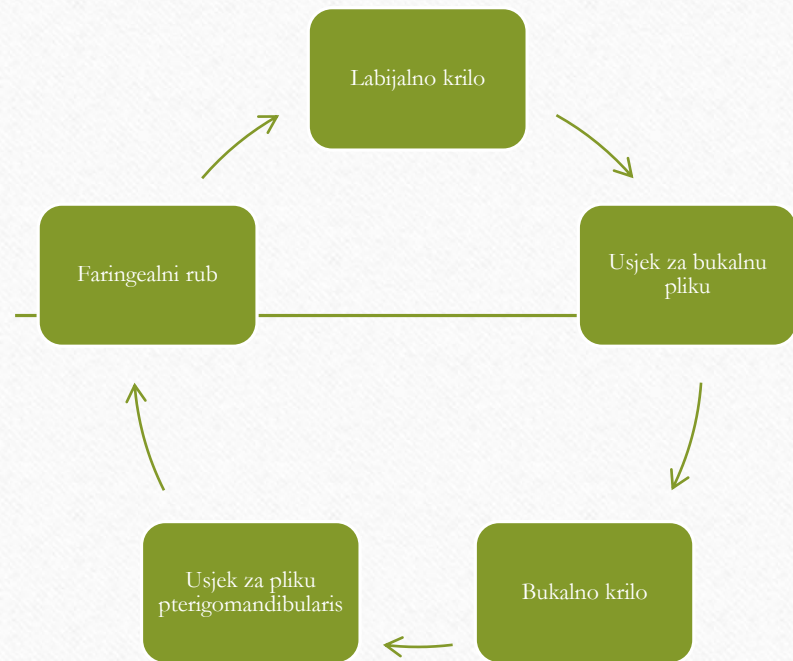 Labijalno krilo
Usjek za bukalnu
pliku
Bukalno krilo
Usjek za pliku
pterigomandibularis
Faringealni rub